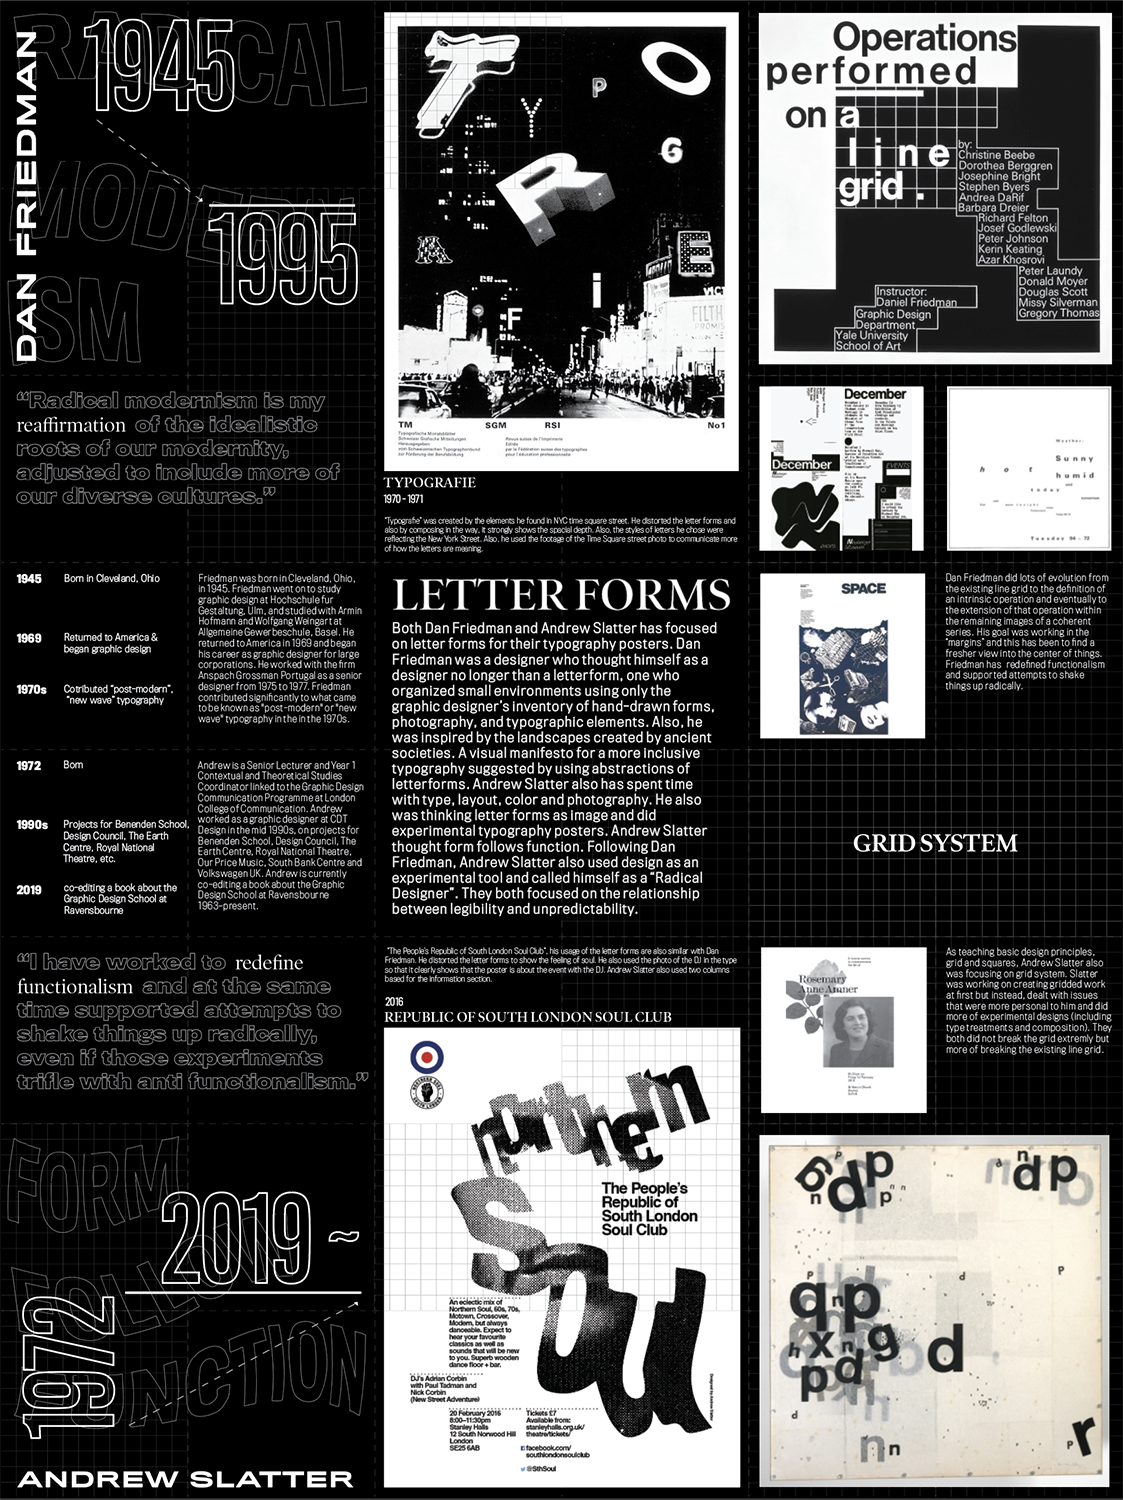 RADICAL
MODERN
ISM
DAN FRIEDMAN
1945
1995
“Radical modernism is my
reaffirmation of the idealistic
roots of our modernity,
adjusted to include more of
our diverse cultures.”
1945
Born in Cleveland, Ohio
1969
Returned to America &
began graphic design
1970s
Cotributed “post-modern”,
“new wave” typography
Friedman was born in Cleveland, Ohio,
in 1945. Friedman went on to study
graphic design at Hochschule fur
Gestaltung, Ulm, and studied with Armin
Hofmann and Wolfgang Weingart at
Allgemeine Gewerbeschule, Basel. He
returned to America in 1969 and began
his career as graphic designer for large
corporations. He worked with the firm
Anspach Grossman Portugal as a senior
designer from 1975 to 1977. Friedman
contributed significantly to what came
to be known as "post-modern" or "new
wave" typography in the in the 1970s.
1972
Born
1990s
Projects for Benenden School,
Design Council, The Earth
Centre, Royal National
Theatre, etc.
2019
co-editing a book about the
Graphic Design School at
Ravensbourne
Andrew is a Senior Lecturer and Year 1
Contextual and Theoretical Studies
Coordinator linked to the Graphic Design
Communication Programme at London
College of Communication. Andrew
worked as a graphic designer at CDT
Design in the mid 1990s, on projects for
Benenden School, Design Council, The
Earth Centre, Royal National Theatre,
Our Price Music, South Bank Centre and
Volkswagen UK. Andrew is currently
co-editing a book about the Graphic
Design School at Ravensbourne
1963–present.
“I have worked to redefine
functionalism and at the same
time supported attempts to
shake things up radically,
even if those experiments
trifle with anti functionalism.”
FORM
FOLLOW
FUNCTION
2019 ~
1972
ANDREW SLATTER
T Y P O G R A F E
TM SGM RSI No1
Typografische Monatsblätter
Schweizer Grafische Mitteilungen
Revue suisse de l'imprimerie
TYPOGRAFIE
1970 - 1971
"Typografie" was created by the elements he found in NYC time square street. He distorted the letter forms and
also by composing in the way, it strongly shows the spacial depth. Also, the styles of letters he chose were
reflecting the New York Street. Also, he used the footage of the Time Square street photo to communicate more
of how the letters are meaning.
LETTER FORMS
Both Dan Friedman and Andrew Slatter has focused
on letter forms for their typography posters. Dan
Friedman was a designer who thought himself as a
designer no longer than a letterform, one who
organized small environments using only the
graphic designer’s inventory of hand-drawn forms,
photography, and typographic elements. Also, he
was inspired by the landscapes created by ancient
societies. A visual manifesto for a more inclusive
typography suggested by using abstractions of
letterforms. Andrew Slatter also has spent time
with type, layout, color and photography. He also
was thinking letter forms as image and did
experimental typography posters. Andrew Slatter
thought form follows function. Following Dan
Friedman, Andrew Slatter also used design as an
experimental tool and called himself as a “Radical
Designer”. They both focused on the relationship
between legibility and unpredictability.
"The People's Republic of South London Soul Club", his usage of the letter forms are also similar with Dan
Friedman. He distorted the letter forms to show the feeling of soul. He also used the photo of the DJ in the type
so that it clearly shows that the poster is about the event with the DJ. Andrew Slatter also used two columns
based for the information section.
2016
REPUBLIC OF SOUTH LONDON SOUL CLUB
northern
soul
The People’s
Republic of
South London
Soul Club
An eclectic mix of
Northern Soul, 60s, 70s,
Motown, Crossover,
Modern, but always
danceable. Expect to
hear your favourite
classics as well as
sounds that will be new
to you. Superb wooden
dance floor + bar.
DJ’s Adrian Corbin
with Paul Tadman and
Nick Corbin
(New Street Adventure)
20 February 2016
8:00–11:30pm
Stanley Halls
12 South Norwood Hill
London
SE25 6AB
Tickets £7
Available from:
stanleyhalls.org.uk/
theatre/tickets/
facebook.com/
southlondonsoulclub
@SthSoul
Operations
performed
on a
line
grid.
by:
Christine Beebe
Dorothea Berggren
Josephine Bright
Stephen Byers
Andrea DaRif
Barbara Dreier
Richard Felton
Josef Godlewski
Peter Johnson
Kerin Keating
Azar Khosrovi
Peter Laundy
Donald Moyer
Douglas Scott
Missy Silverman
Gregory Thomas
Instructor:
Daniel Friedman
Graphic Design
Department
Yale University
School of Art
December
December
EVENTS
Weather:
Sunny
hot humid
today
Tuesday 94 - 72
SPACE
Dan Friedman did lots of evolution from
the existing line grid to the definition of
an intrinsic operation and eventually to
the extension of that operation within
the remaining images of a coherent
series. His goal was working in the
"margins" and this has been to find a
fresher view into the center of things.
Friedman has redefined functionalism
and supported attempts to shake
things up radically.
GRID SYSTEM
Rosemary
Anne Amner
As teaching basic design principles,
grid and squares, Andrew Slatter also
was focusing on grid system. Slatter
was working on creating gridded work
at first but instead, dealt with issues
that were more personal to him and did
more of experimental designs (including
type treatments and composition). They
both did not break the grid extremly but
more of breaking the existing line grid.